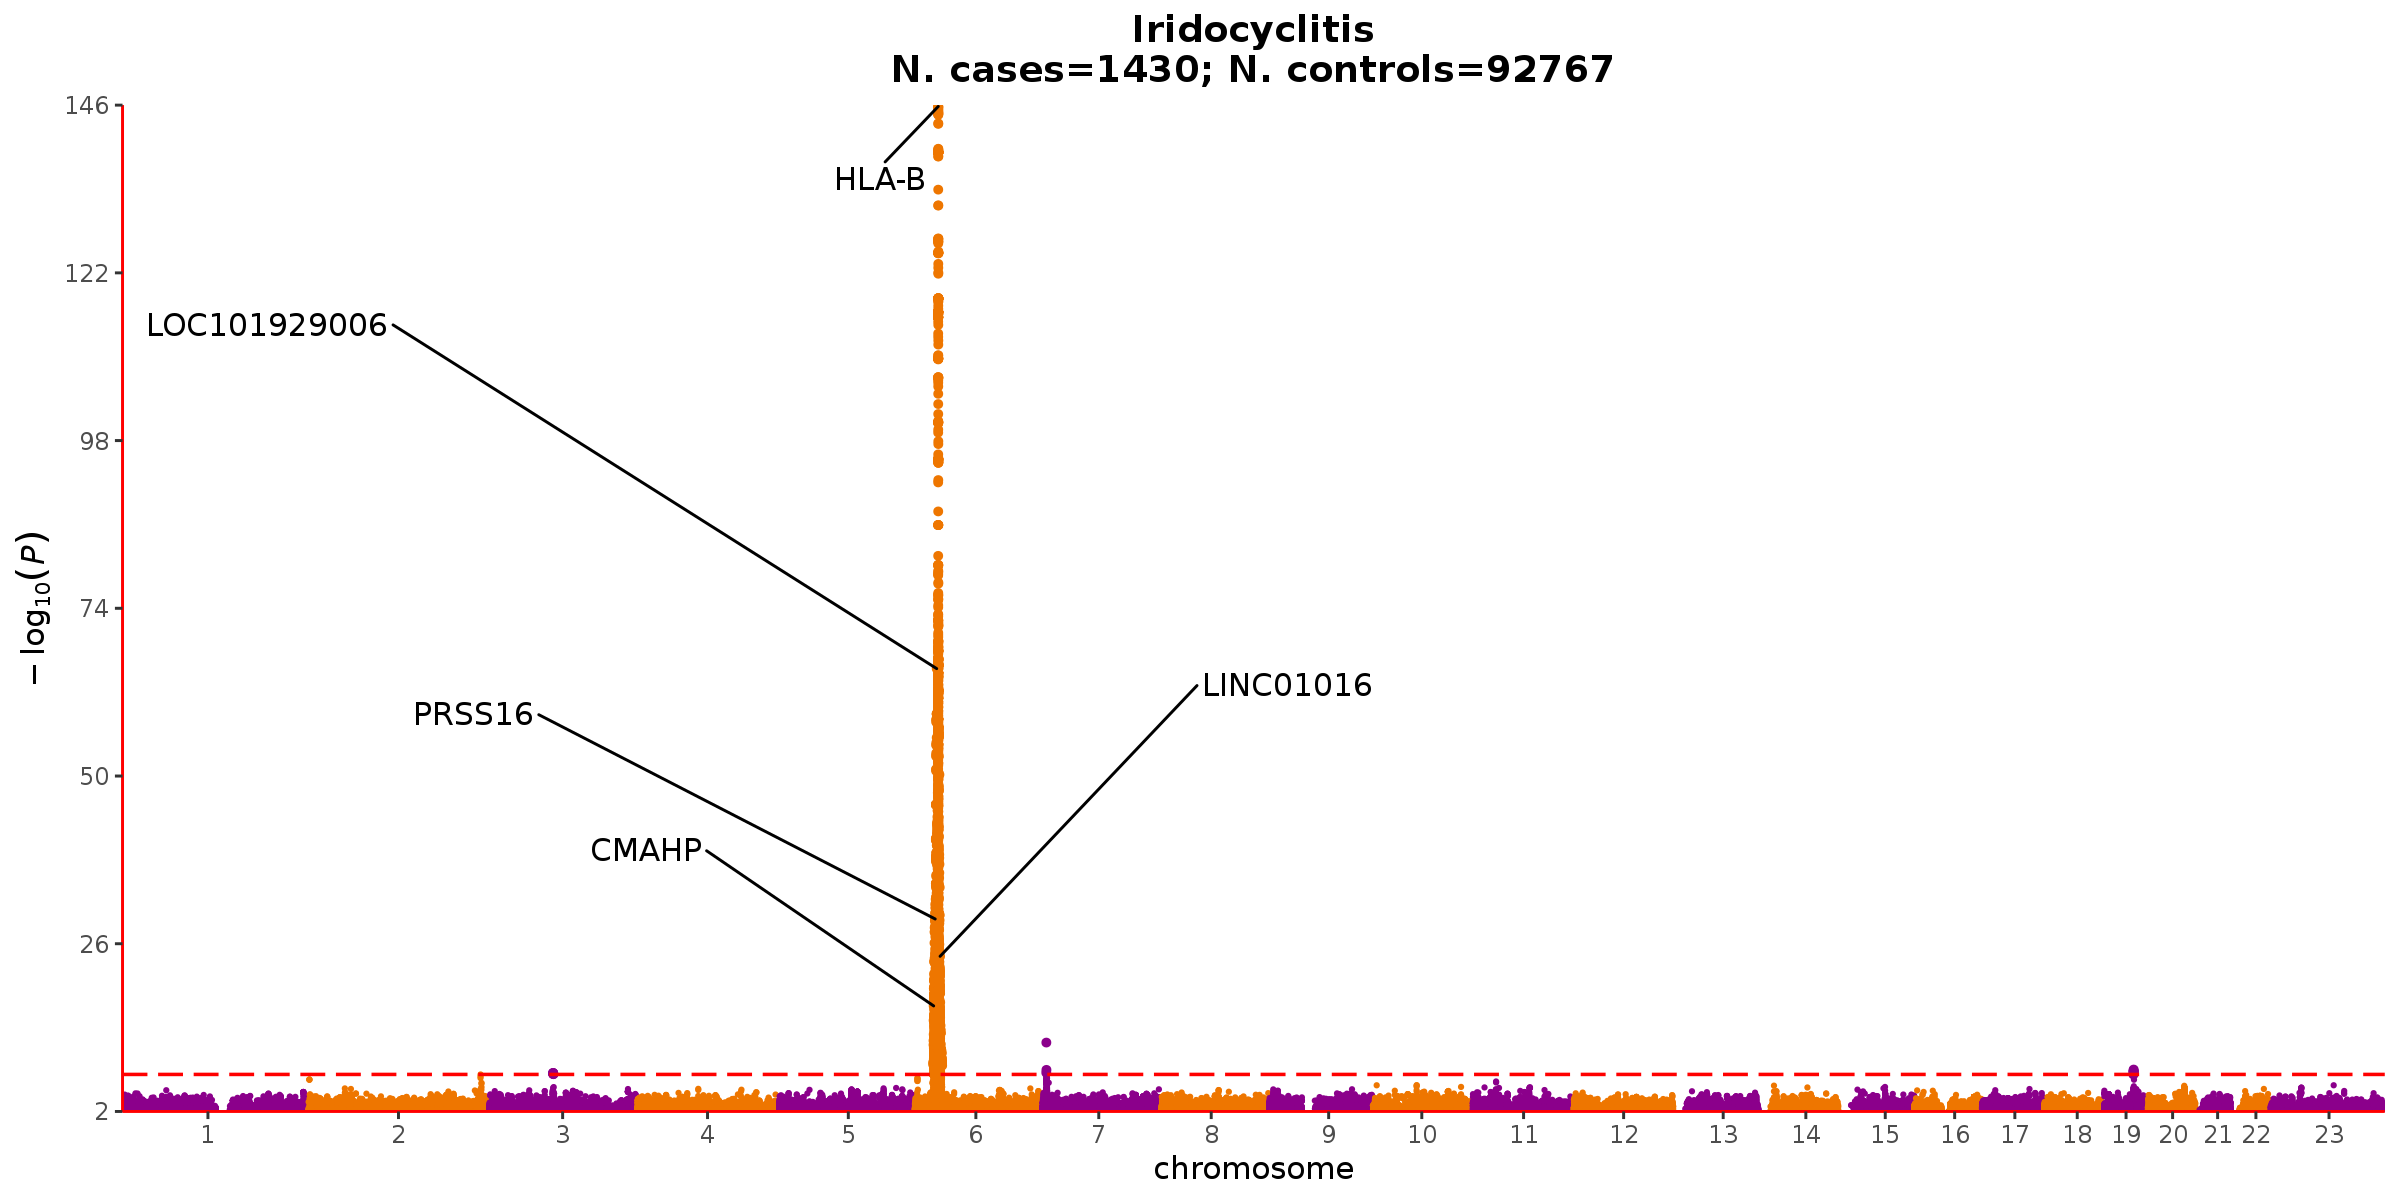 Iridocyclitis
N. cases=1430; N. controls=92767
146
HLA-B
122
LOC101929006
98
−log10(P)
74
LINC01016
PRSS16
50
CMAHP
26
2
1 2 3 4 5 6 7 8 9 10 11 12 13 14 15 16 17 18 19 20 21 22 23
chromosome